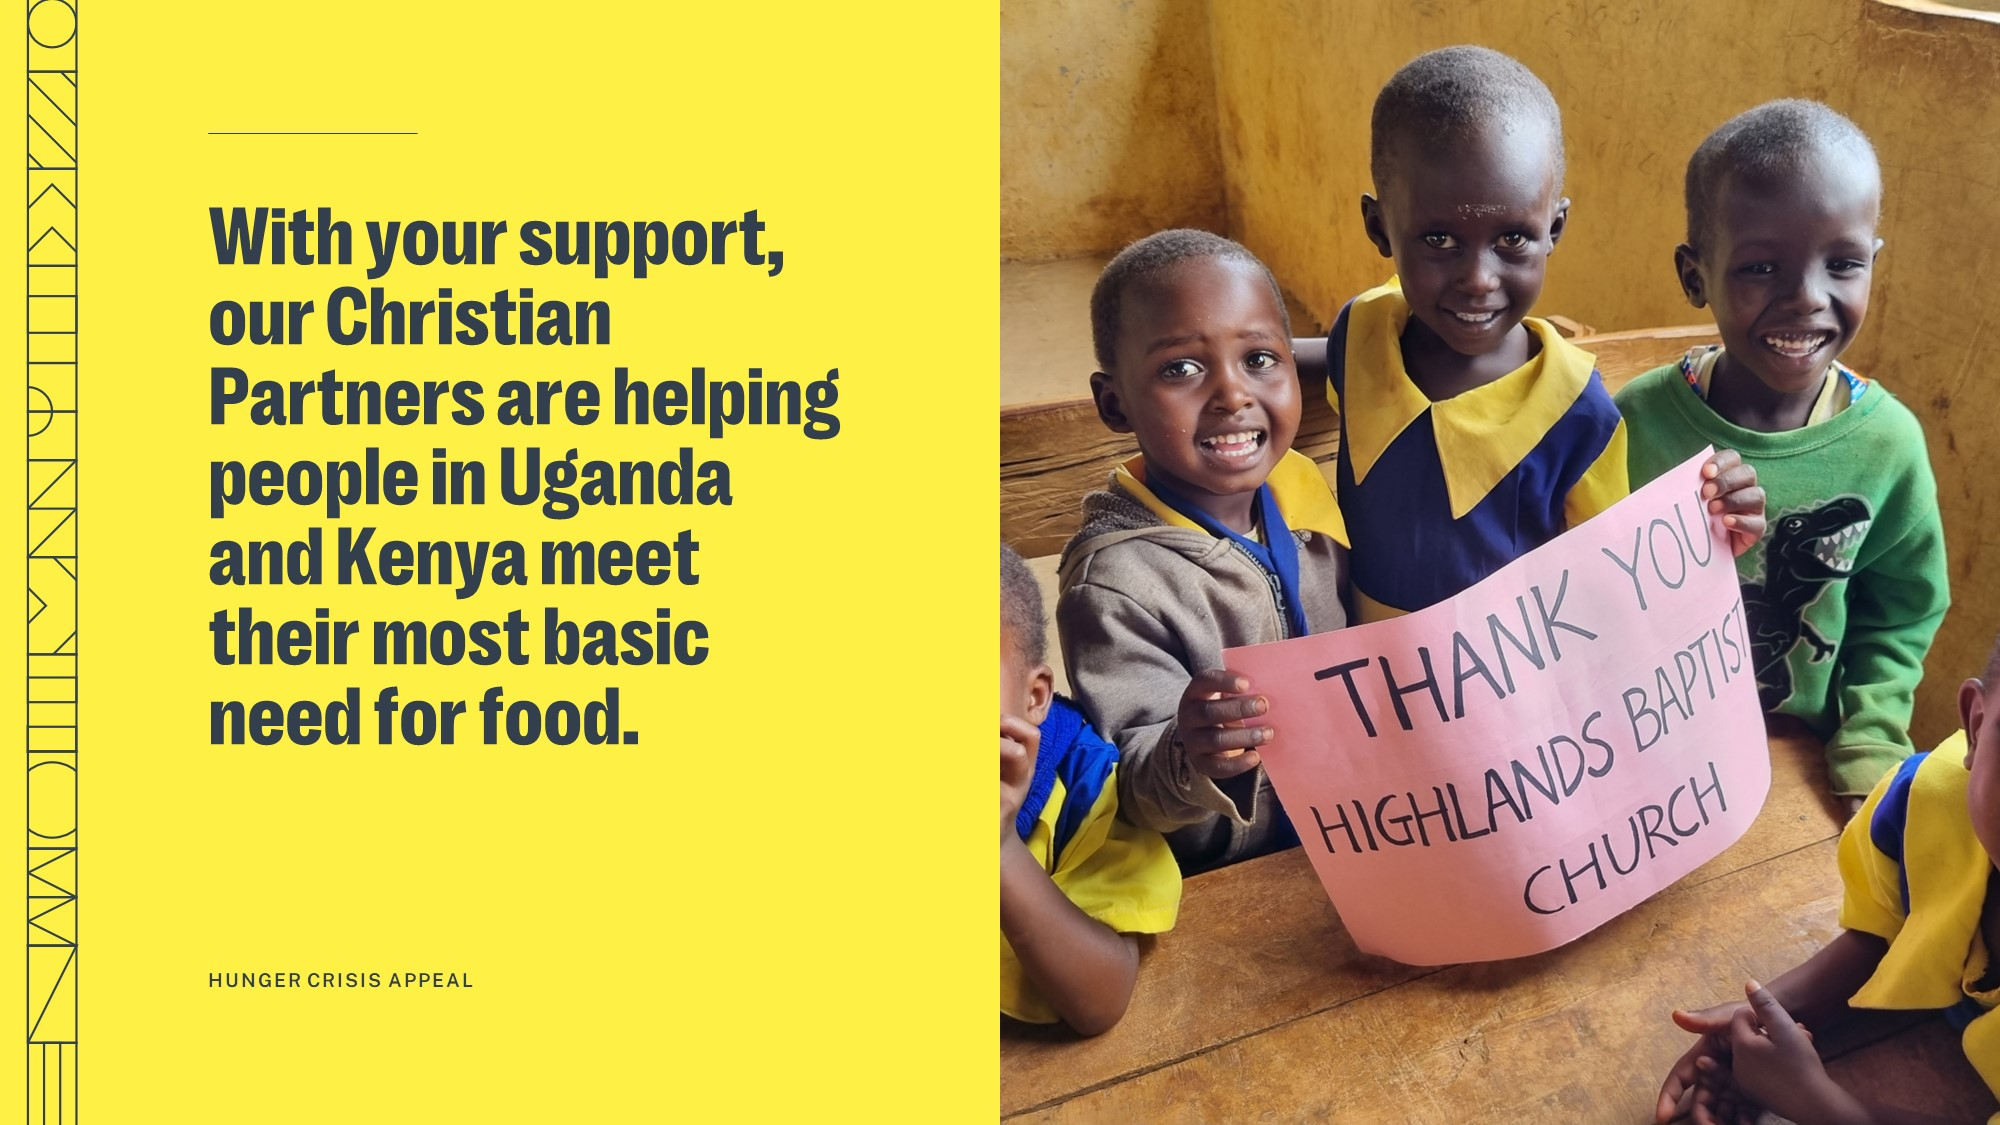 With your support,
our Christian
Partners are helping
people in Uganda
and Kenya meet
their most basic
need for food.
HUNGER CRISIS APPEAL
THANK YOU
HIGHLANDS BAPTIST
CHURCH